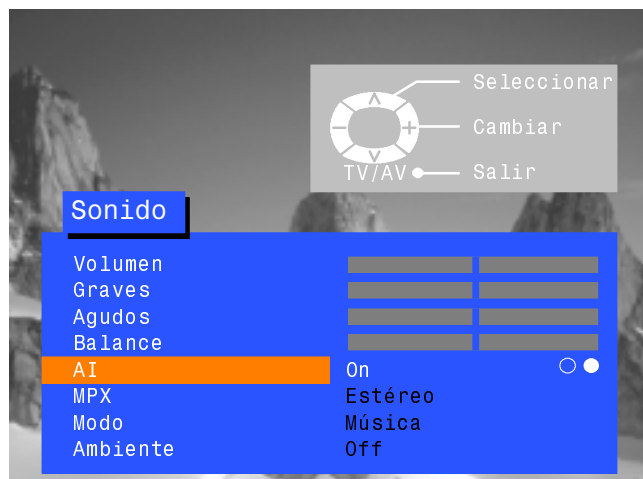 Seleccionar
Cambiar
TV/AV Salir
Sonido
Volumen
Graves
Agudos
Balance
AI On
MPX Estéreo
Modo Música
Ambiente Off